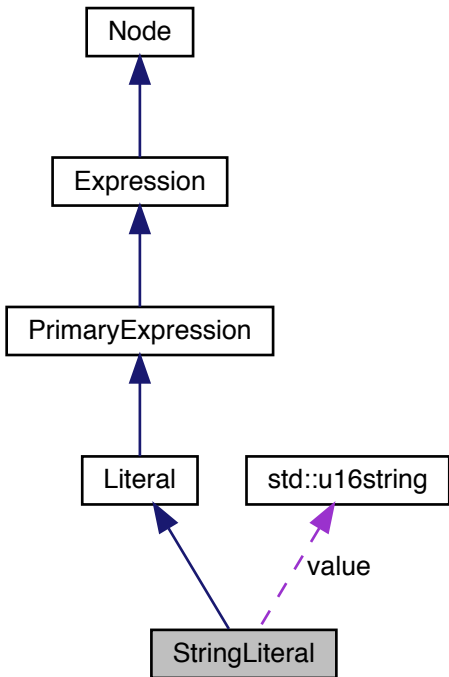 Node
Expression
PrimaryExpression
Literal
std::u16string
value
StringLiteral